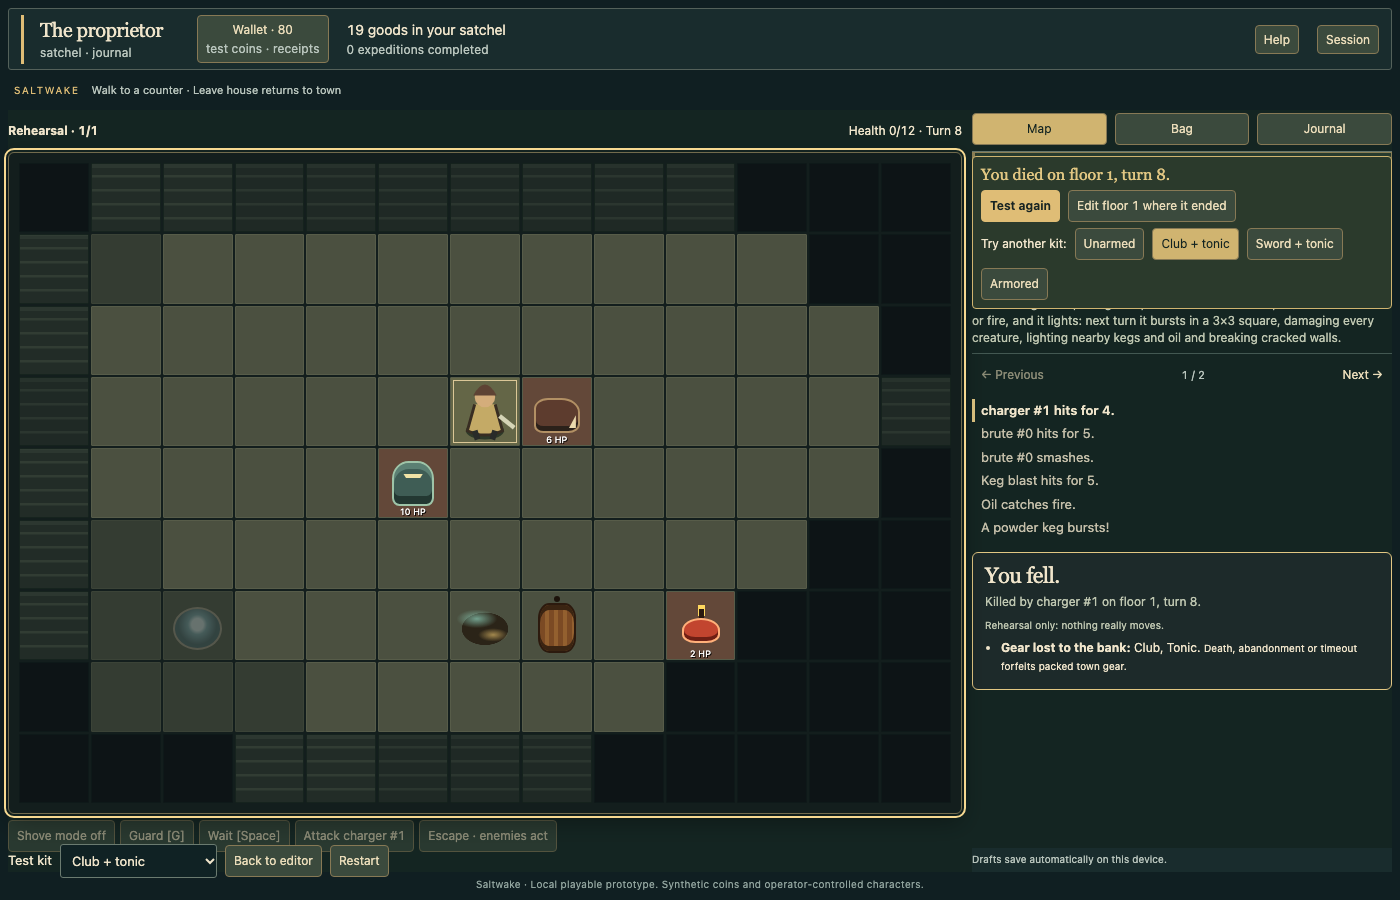 The proprietor
satchel · journal
Wallet · 80
test coins · receipts
19 goods in your satchel
0 expeditions completed
Help
Session
SALTWAKE
Walk to a counter · Leave house returns to town
Rehearsal · 1/1
Health 0/12 · Turn 8
Map
Bag
Journal
You died on floor 1, turn 8.
Test again
Edit floor 1 where it ended
Try another kit:
Unarmed
Club + tonic
Sword + tonic
Armored
or fire, and it lights: next turn it bursts in a 3×3 square, damaging every
creature, lighting nearby kegs and oil and breaking cracked walls.
← Previous
1 / 2
Next →
charger #1 hits for 4.
brute #0 hits for 5.
brute #0 smashes.
Keg blast hits for 5.
Oil catches fire.
A powder keg bursts!
You fell.
Killed by charger #1 on floor 1, turn 8.
Rehearsal only: nothing really moves.
• Gear lost to the bank: Club, Tonic. Death, abandonment or timeout
forfeits packed town gear.
6 HP
10 HP
2 HP
Shove mode off
Guard [G]
Wait [Space]
Attack charger #1
Escape · enemies act
Test kit
Club + tonic
Back to editor
Restart
Drafts save automatically on this device.
Saltwake · Local playable prototype. Synthetic coins and operator-controlled characters.